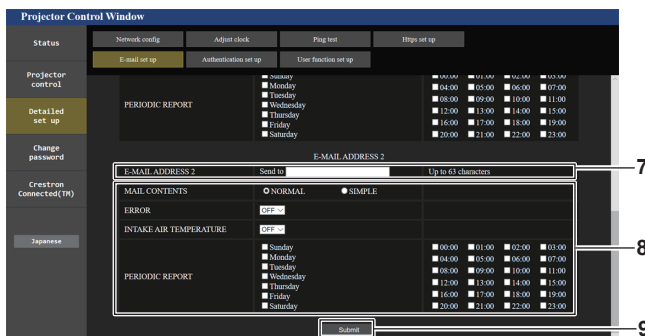 Projector Control Window
Status
Projector control
Detailed set up
Change password
Crestron Connected(TM)
Japanese
Network config Adjust clock Ping test Https set up
E-mail set up Authentication set up User function set up
Sunday 00:00 01:00 02:00 03:00
Monday 04:00 05:00 06:00 07:00
Tuesday
PERIODIC REPORT Wednesday 08:00 09:00 10:00 11:00
Thursday 12:00 13:00 14:00 15:00
Friday 16:00 17:00 18:00 19:00
Saturday 20:00 21:00 22:00 23:00
E-MAIL ADDRESS 2
E-MAIL ADDRESS 2 Send to Up to 63 characters 7
MAIL CONTENTS NORMAL SIMPLE
ERROR OFF
INTAKE AIR TEMPERATURE OFF
8
Sunday 00:00 01:00 02:00 03:00
Monday 04:00 05:00 06:00 07:00
Tuesday
PERIODIC REPORT Wednesday 08:00 09:00 10:00 11:00
Thursday 12:00 13:00 14:00 15:00
Friday 16:00 17:00 18:00 19:00
Saturday 20:00 21:00 22:00 23:00
Submit 9